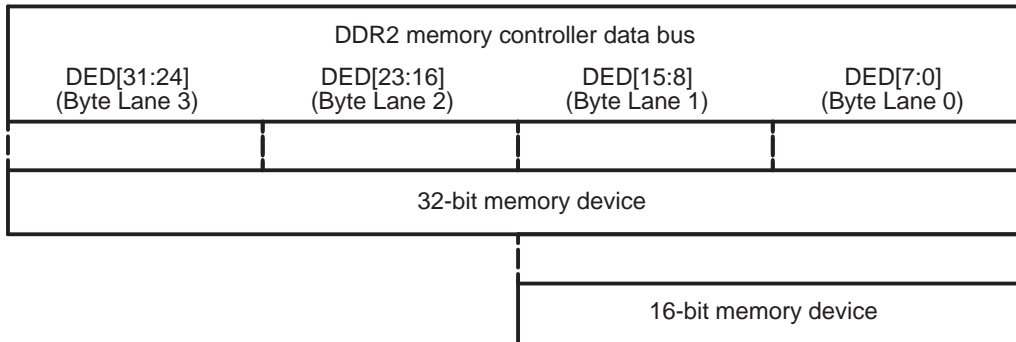 DDR2 memory controller data bus
DED[31:24] DED[23:16] DED[15:8] DED[7:0]
(Byte Lane 3) (Byte Lane 2) (Byte Lane 1) (Byte Lane 0)
32-bit memory device
16-bit memory device